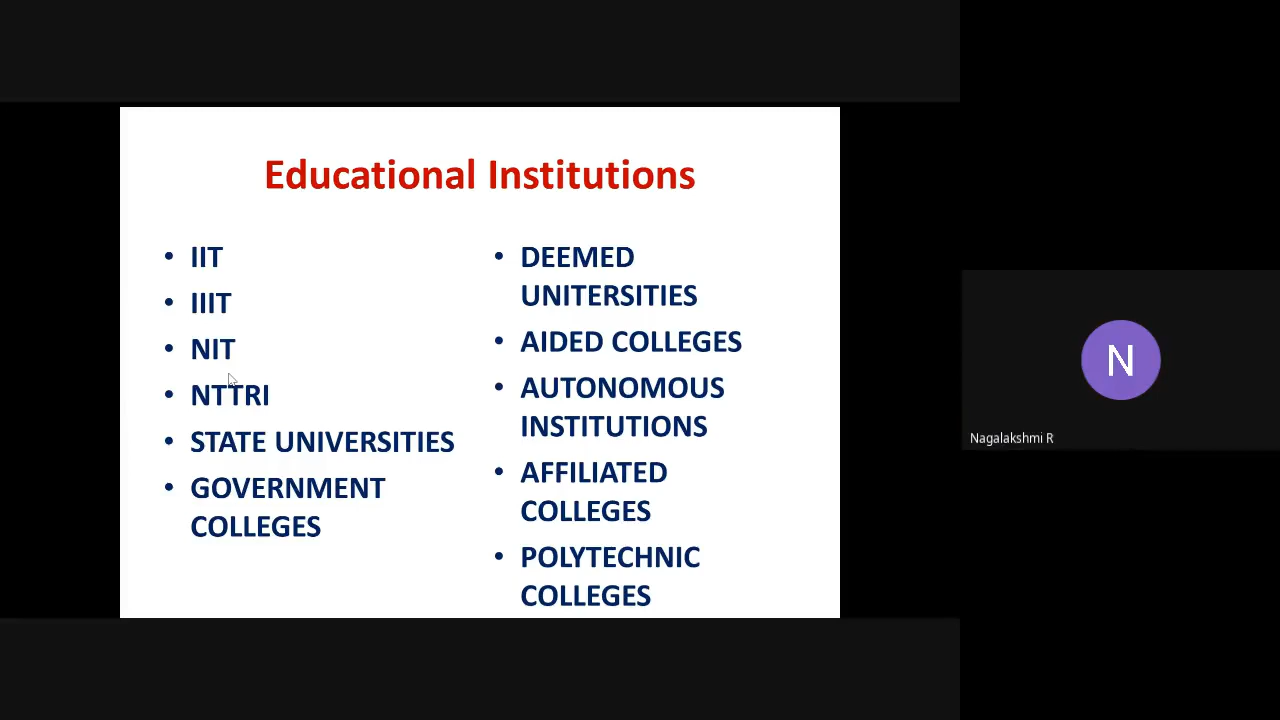 Educational Institutions
• IIT
• IIIT
• NIT
• NTTRI
• STATE UNIVERSITIES
• GOVERNMENT
COLLEGES
• DEEMED
UNITERSITIES
• AIDED COLLEGES
• AUTONOMOUS
INSTITUTIONS
• AFFILIATED
COLLEGES
• POLYTECHNIC
COLLEGES
N
Nagalakshmi R